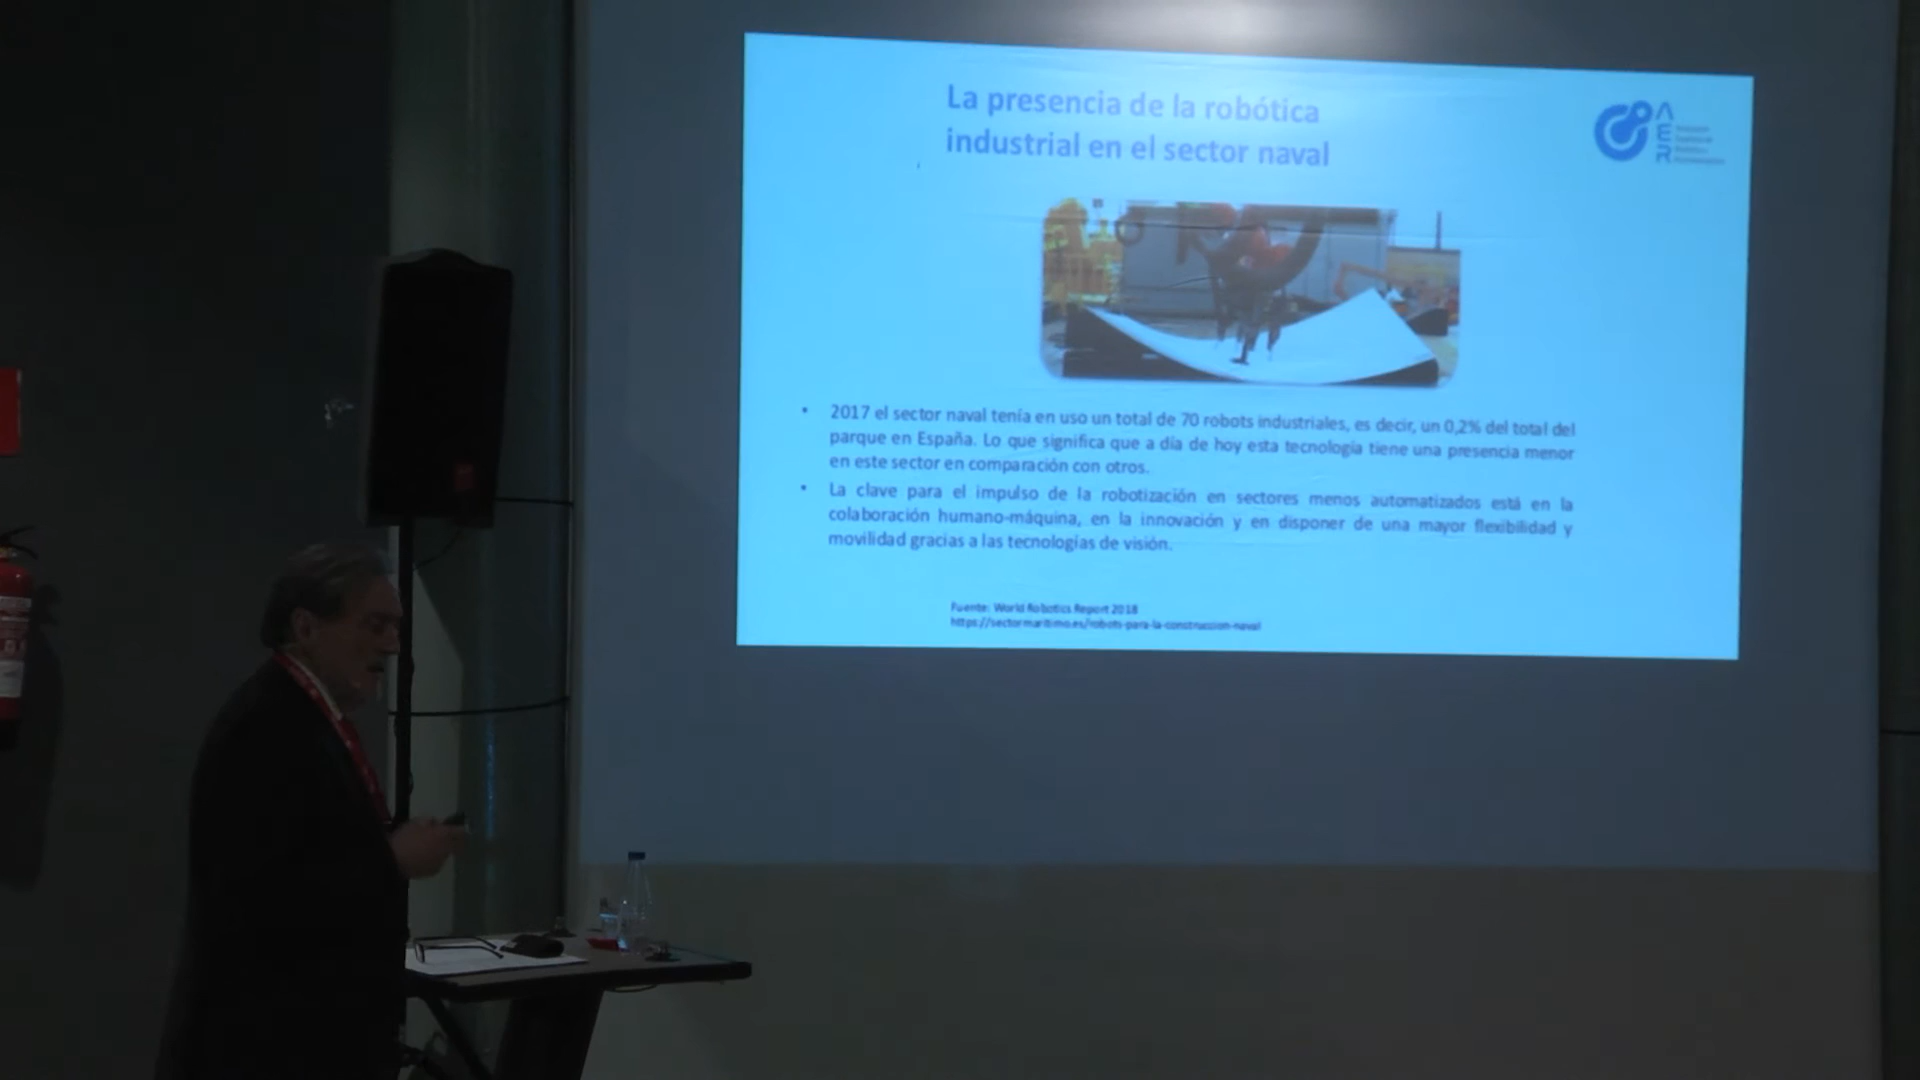 La presencia de la robótica
industrial en el sector naval
AER
• 2017 el sector naval tenía en uso un total de 70 robots industriales, es decir, un 0,2% del total del
parque en España. Lo que significa que a día de hoy esta tecnología tiene una presencia menor
en este sector en comparación con otros.
• La clave para el impulso de la robotización en sectores menos automatizados está en la
colaboración humano-máquina, en la innovación y en disponer de una mayor flexibilidad y
movilidad gracias a las tecnologías de visión.
Fuente: World Robotics Report 2018
https://sectormaritimo.es/robots-para-la-construccion-naval